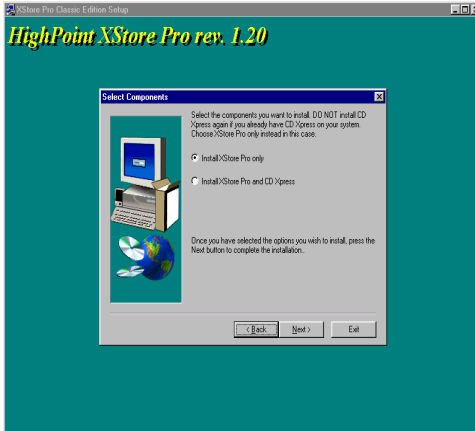 XStore Pro Classic Edition Setup
HighPoint XStore Pro rev. 1.20
Select Components
Select the components you want to install. DO NOT install CD
Xpress again if you already have CD Xpress on your system.
Choose XStore Pro only instead in this case.
Install XStore Pro only
Install XStore Pro and CD Xpress
Once you have selected the options you wish to install, press the
Next button to complete the installation..
< Back
Next >
Exit